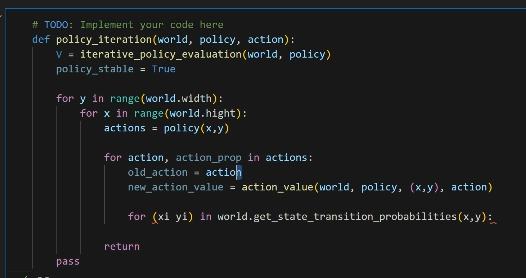 # TODO: Implement your code here
def policy_iteration(world, policy, action):
V = iterative_policy_evaluation(world, policy)
policy_stable = True
for y in range(world.width):
for x in range(world.hight):
actions = policy(x,y)
for action, action_prop in actions:
old_action = action
new_action_value = action_value(world, policy, (x,y), action)
for (xi yi) in world.get_state_transition_probabilities(x,y):
return
pass